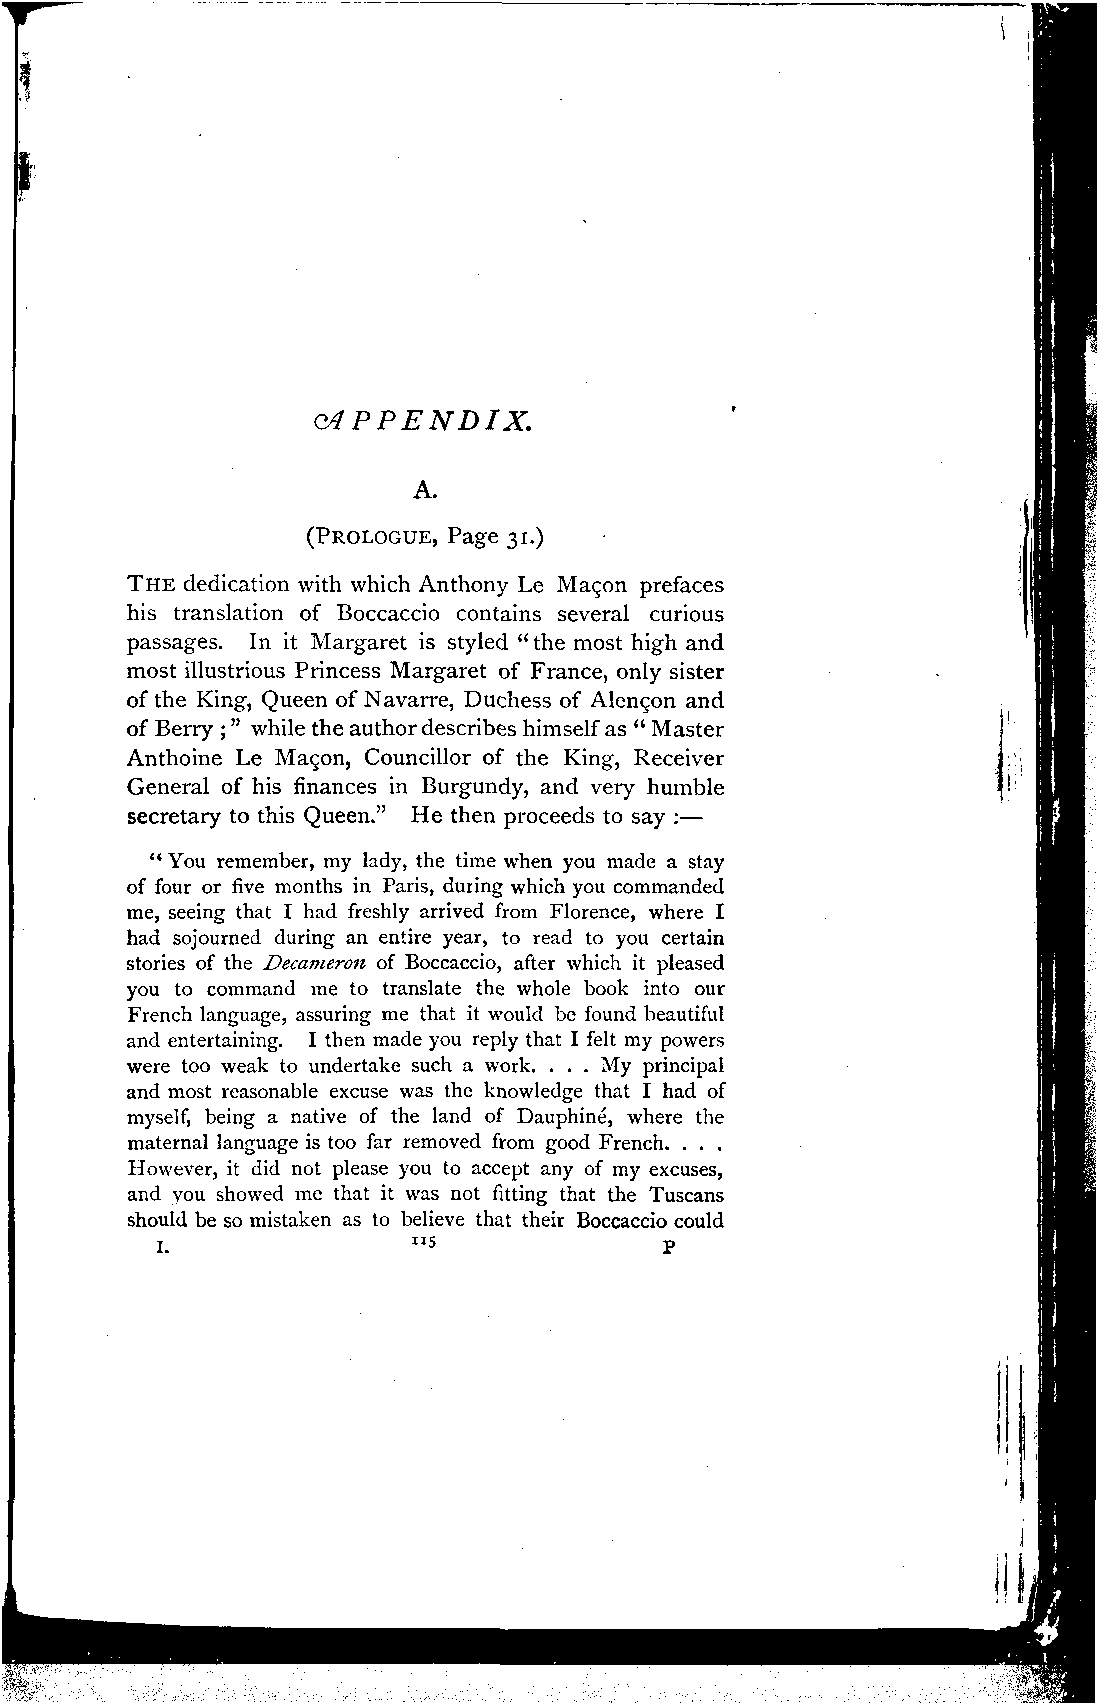 APPENDIX.
A.
(PROLOGUE, Page 31.)
THE dedication with which Anthony Le Maçon prefaces
his translation of Boccaccio contains several curious
passages. In it Margaret is styled “the most high and
most illustrious Princess Margaret of France, only sister
of the King, Queen of Navarre, Duchess of Alençon and
of Berry ;” while the author describes himself as “Master
Anthoine Le Maçon, Councillor of the King, Receiver
General of his finances in Burgundy, and very humble
secretary to this Queen.” He then proceeds to say :—
“You remember, my lady, the time when you made a stay
of four or five months in Paris, during which you commanded
me, seeing that I had freshly arrived from Florence, where I
had sojourned during an entire year, to read to you certain
stories of the Decameron of Boccaccio, after which it pleased
you to command me to translate the whole book into our
French language, assuring me that it would be found beautiful
and entertaining. I then made you reply that I felt my powers
were too weak to undertake such a work. . . . My principal
and most reasonable excuse was the knowledge that I had of
myself, being a native of the land of Dauphiné, where the
maternal language is too far removed from good French. . . .
However, it did not please you to accept any of my excuses,
and you showed me that it was not fitting that the Tuscans
should be so mistaken as to believe that their Boccaccio could
I. 115 P